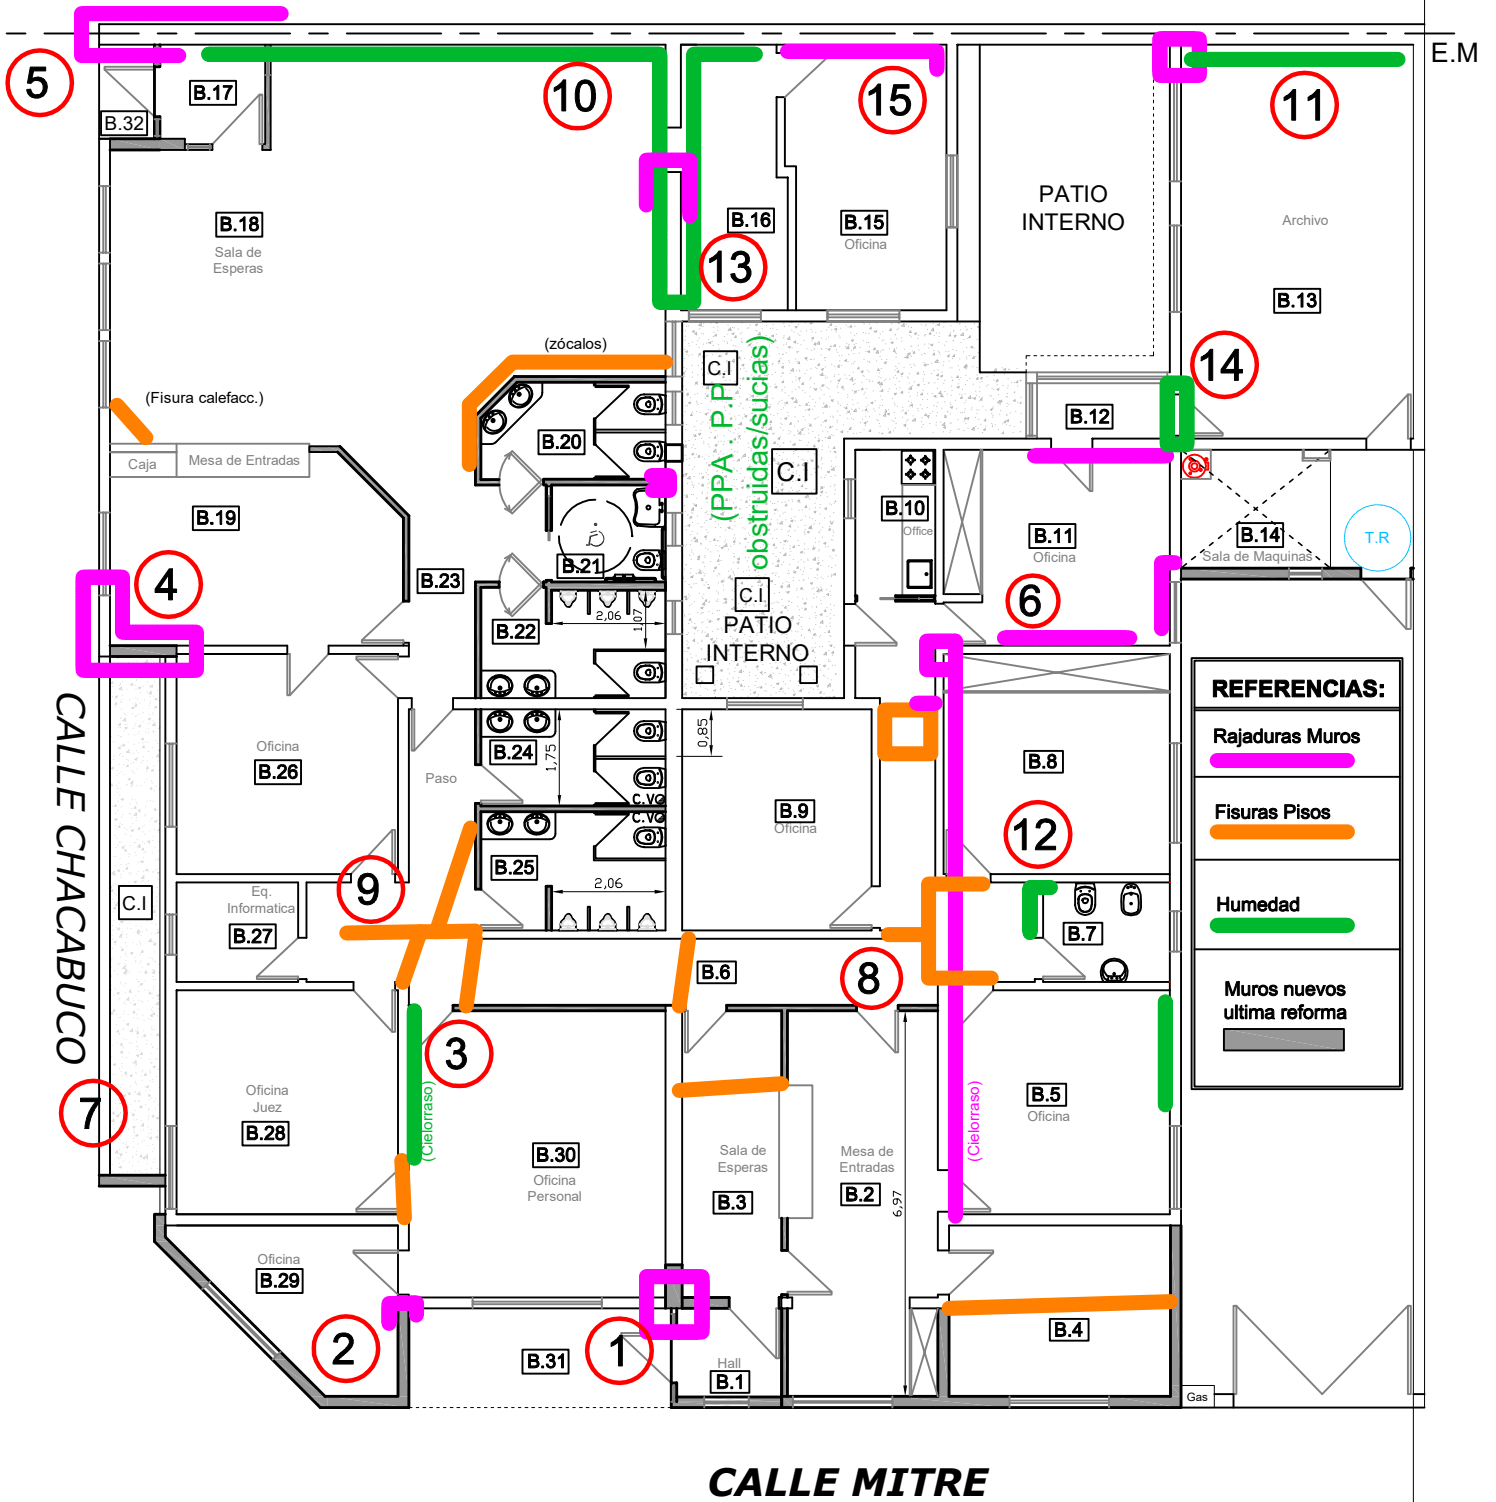 E.M
5
B.17
10
15
11
B.32
B.18
Sala de
Esperas
B.16
B.15
Oficina
PATIO
INTERNO
Archivo
13
B.13
(zócalos)
14
C.I
(PPA . P.P
obstruidas/sucias)
(Fisura calefacc.)
B.12
B.20
Caja
Mesa de Entradas
C.I
B.19
B.10
Office
B.11
Oficina
B.14
Sala de Maquinas
T.R
B.21
4
B.23
C.I
6
2,06
1,07
B.22
PATIO
INTERNO
REFERENCIAS:
Rajaduras Muros
Fisuras Pisos
Humedad
Muros nuevos
ultima reforma
CALLE CHACABUCO
Oficina
B.26
Paso
B.24
1,75
0,85
C.V
C.V
B.9
Oficina
B.8
12
B.25
2,06
9
Eq.
Informatica
B.27
C.I
B.7
B.6
8
3
7
Oficina
Juez
B.28
(Cielorraso)
B.30
Oficina
Personal
Sala de
Esperas
B.3
Mesa de
Entradas
B.2
6,97
(Cielorraso)
B.5
Oficina
Oficina
B.29
2
B.31
1
Hall
B.1
B.4
Gas
CALLE MITRE